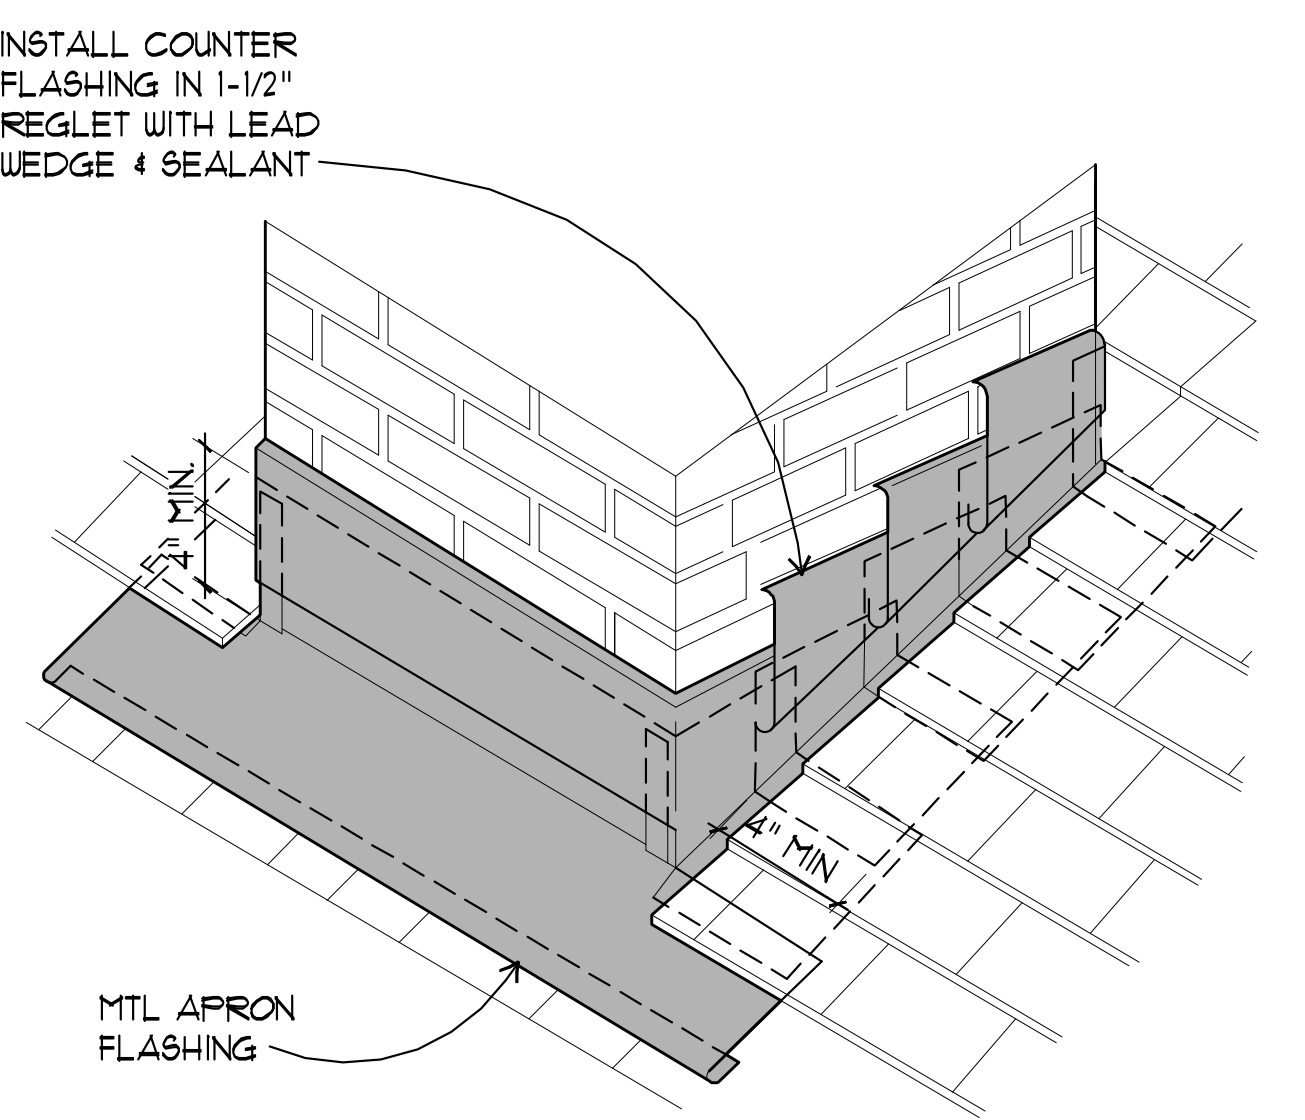 INSTALL COUNTER
FLASHING IN 1-1/2"
REGLET WITH LEAD
WEDGE & SEALANT
4" MIN.
4" MIN
MTL APRON
FLASHING